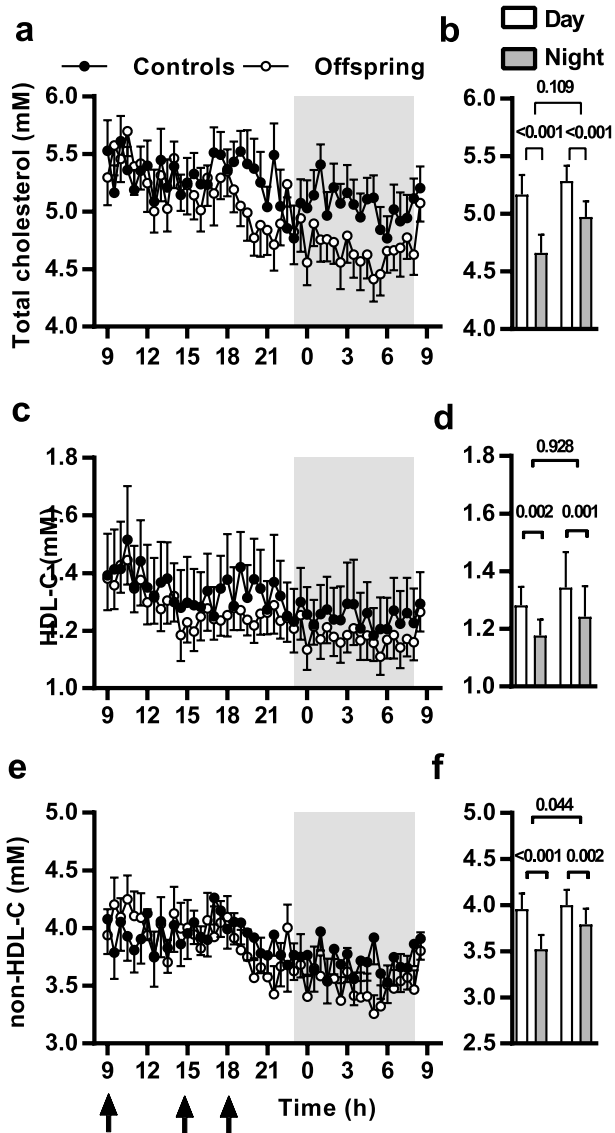 a
b
Day
Night
Controls
Offspring
Total cholesterol (mM)
6.0
5.5
5.0
4.5
4.0
9 12 15 18 21 0 3 6 9
0.109
<0.001 <0.001
6.0
5.5
5.0
4.5
4.0
c
d
HDL-C (mM)
1.8
1.6
1.4
1.2
1.0
9 12 15 18 21 0 3 6 9
0.928
0.002 0.001
1.8
1.6
1.4
1.2
1.0
e
f
non-HDL-C (mM)
5.0
4.5
4.0
3.5
3.0
9 12 15 18 21 0 3 6 9
Time (h)
0.044
<0.001 0.002
5.0
4.5
4.0
3.5
3.0
2.5